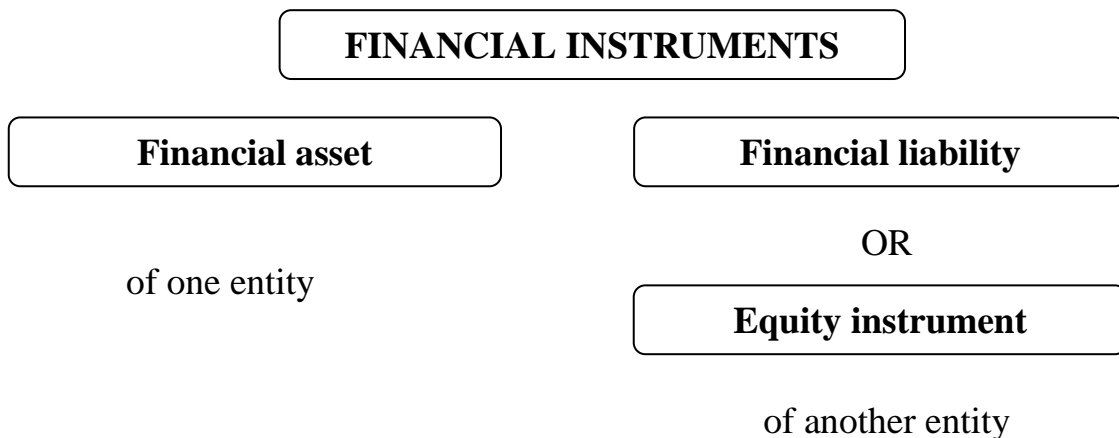 FINANCIAL INSTRUMENTS
Financial asset
of one entity
Financial liability
OR
Equity instrument
of another entity